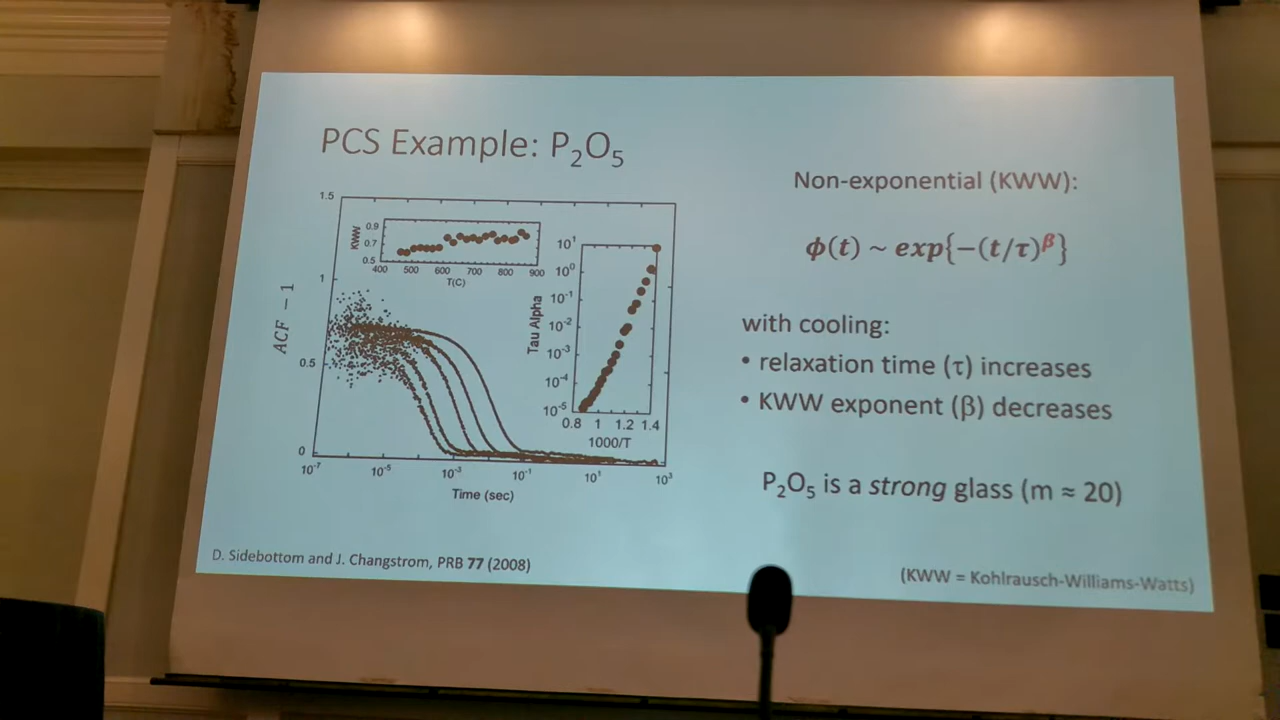 PCS Example: P₂O₅
Non-exponential (KWW):
ϕ(t) ~ exp{−(t/τ)^β}
with cooling:
• relaxation time (τ) increases
• KWW exponent (β) decreases
P₂O₅ is a strong glass (m ≈ 20)
1.5
1
0.5
0
ACF − 1
10⁻⁷ 10⁻⁵ 10⁻³ 10⁻¹ 10¹ 10³
Time (sec)
KWW
0.9
0.7
0.5
400 500 600 700 800 900
T(C)
Tau Alpha
10¹
10⁰
10⁻¹
10⁻²
10⁻³
10⁻⁴
10⁻⁵
0.8 1 1.2 1.4
1000/T
D. Sidebottom and J. Changstrom, PRB 77 (2008)
(KWW = Kohlrausch-Williams-Watts)